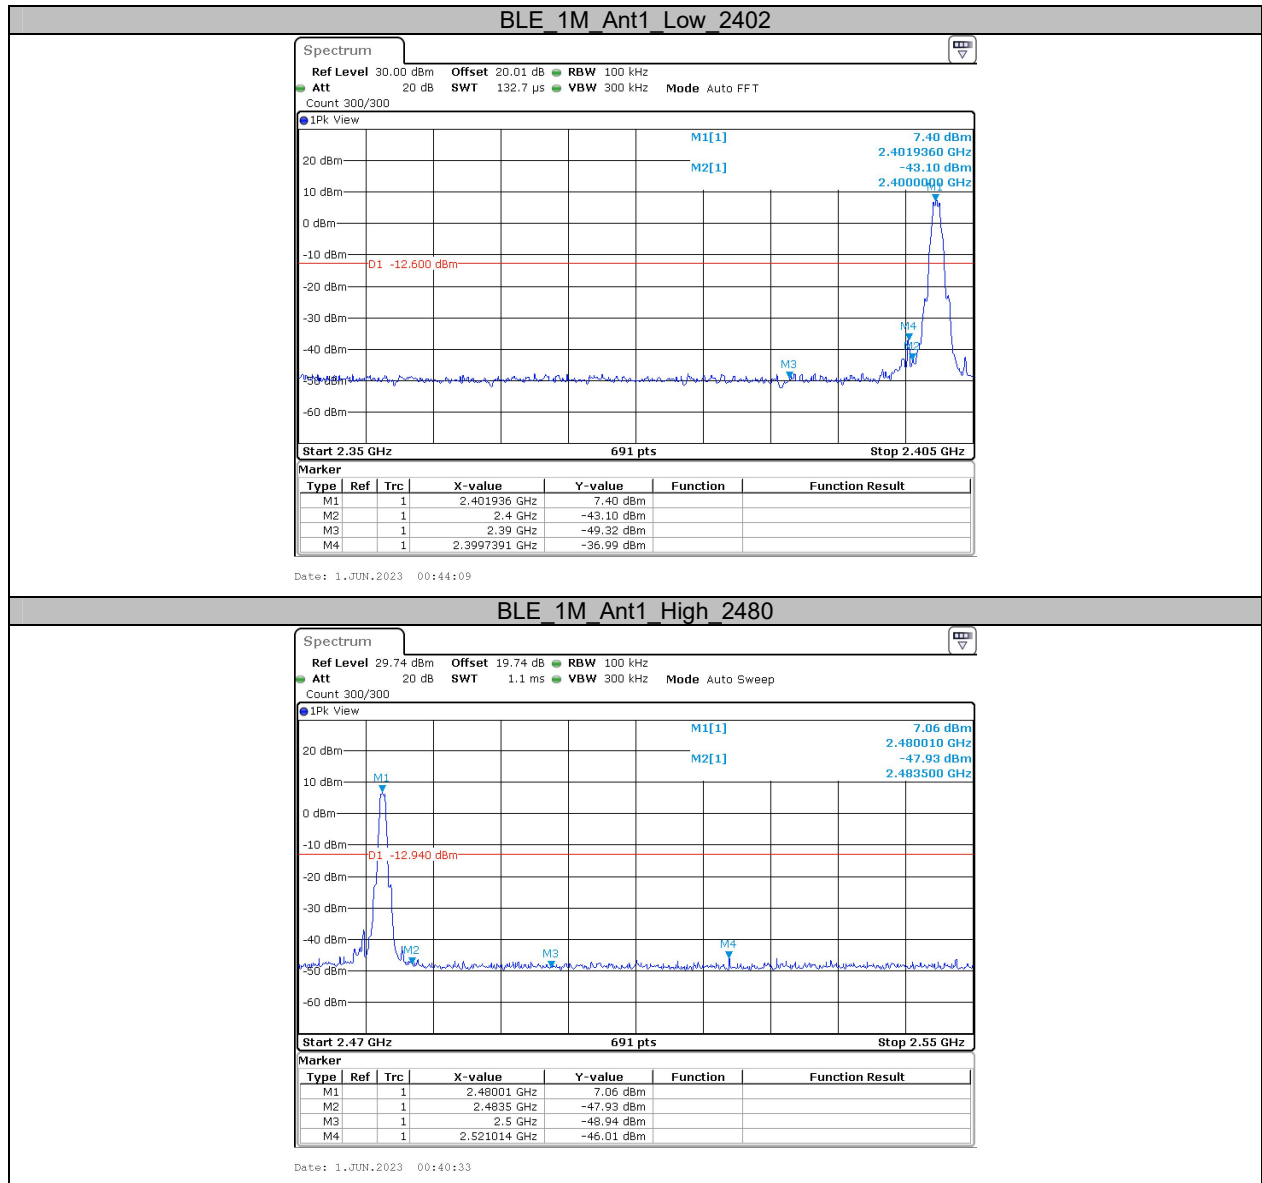 BLE_1M_Ant1_Low_2402
Spectrum
Ref Level 30.00 dBm Offset 20.01 dB RBW 100 kHz
Att 20 dB SWT 132.7 µs VBW 300 kHz Mode Auto FFT
Count 300/300
1Pk View
M1[1] 7.40 dBm
2.4019360 GHz
M2[1] -43.10 dBm
2.4000000 GHz
M1
20 dBm
10 dBm
0 dBm
-10 dBm
D1 -12.600 dBm
-20 dBm
-30 dBm
M4
-40 dBm
M2
M3
-50 dBm
-60 dBm
Start 2.35 GHz 691 pts Stop 2.405 GHz
Marker
Type Ref Trc X-value Y-value Function Function Result
M1 1 2.401936 GHz 7.40 dBm
M2 1 2.4 GHz -43.10 dBm
M3 1 2.39 GHz -49.32 dBm
M4 1 2.3997391 GHz -36.99 dBm
Date: 1.JUN.2023 00:44:09
BLE_1M_Ant1_High_2480
Spectrum
Ref Level 29.74 dBm Offset 19.74 dB RBW 100 kHz
Att 20 dB SWT 1.1 ms VBW 300 kHz Mode Auto Sweep
Count 300/300
1Pk View
M1[1] 7.06 dBm
2.480010 GHz
M2[1] -47.93 dBm
2.483500 GHz
20 dBm
M1
10 dBm
0 dBm
-10 dBm
D1 -12.940 dBm
-20 dBm
-30 dBm
-40 dBm
M2 M3 M4
-50 dBm
-60 dBm
Start 2.47 GHz 691 pts Stop 2.55 GHz
Marker
Type Ref Trc X-value Y-value Function Function Result
M1 1 2.48001 GHz 7.06 dBm
M2 1 2.4835 GHz -47.93 dBm
M3 1 2.5 GHz -48.94 dBm
M4 1 2.521014 GHz -46.01 dBm
Date: 1.JUN.2023 00:40:33